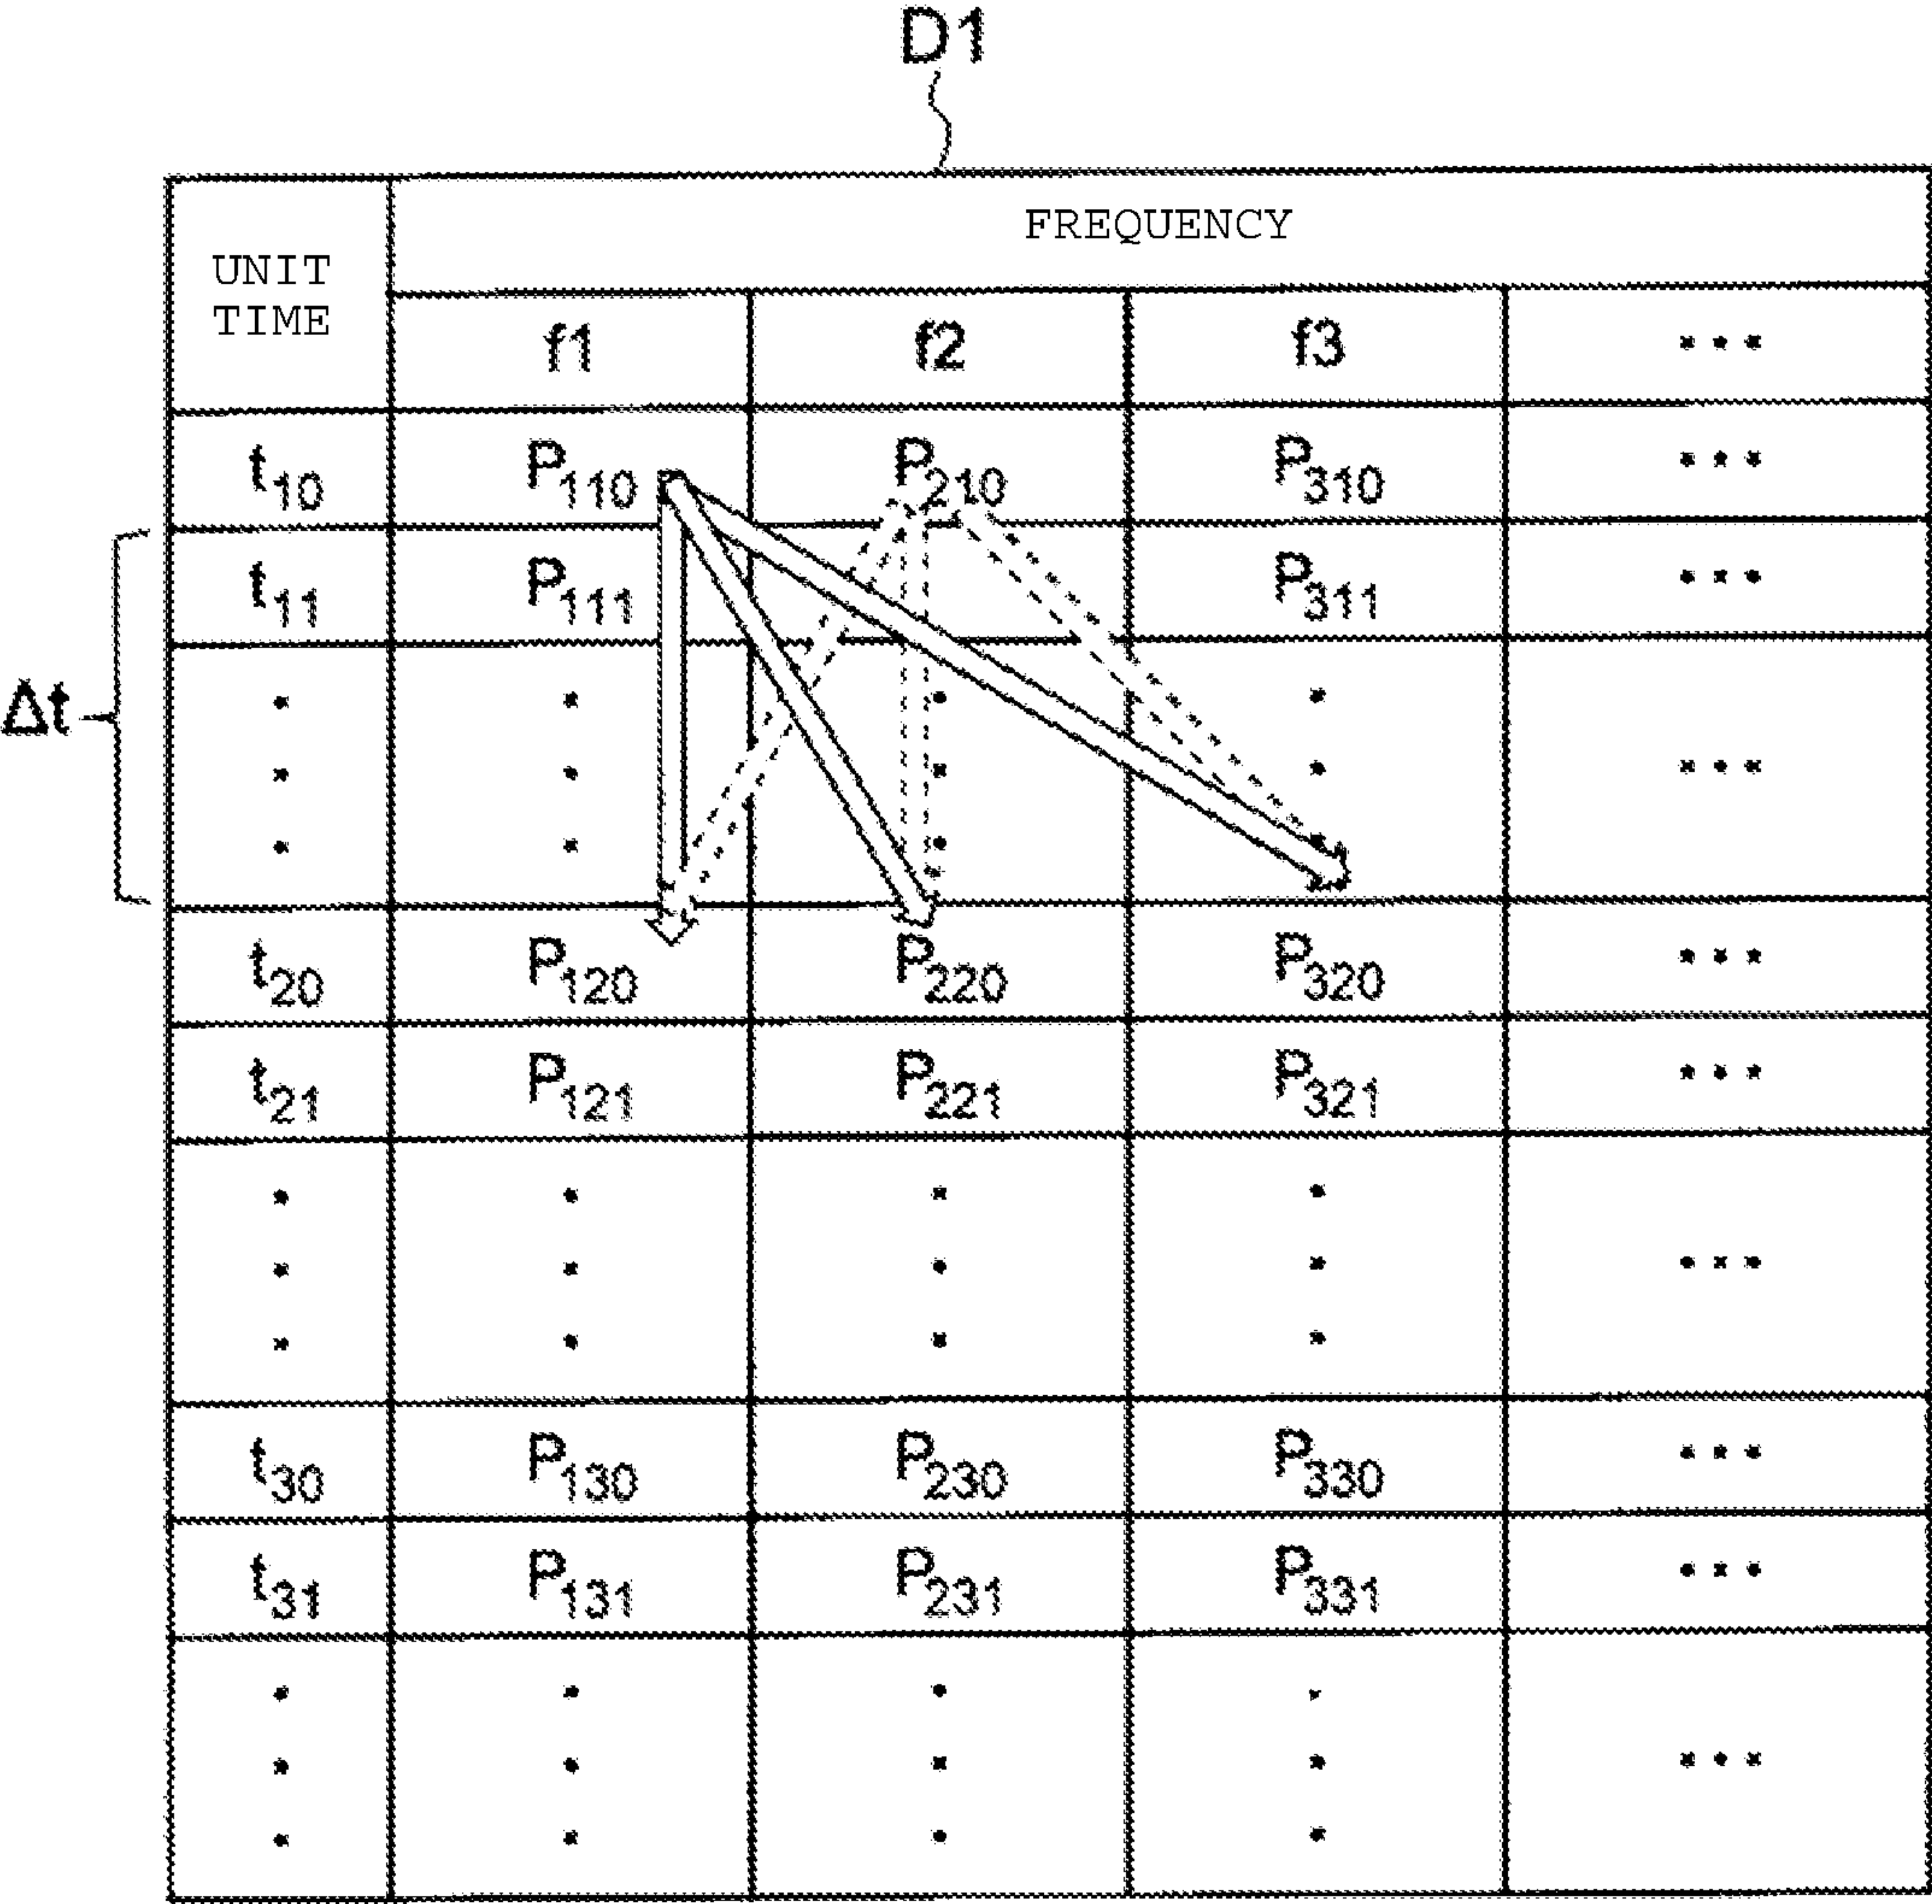 D1
UNIT TIME FREQUENCY
f1 f2 f3 ...
t10 P110 P210 P310 ...
t11 P111 P311 ...
Δt
. . . . ...
t20 P120 P220 P320 ...
t21 P121 P221 P321 ...
. . . . ...
t30 P130 P230 P330 ...
t31 P131 P231 P331 ...
. . . . ...